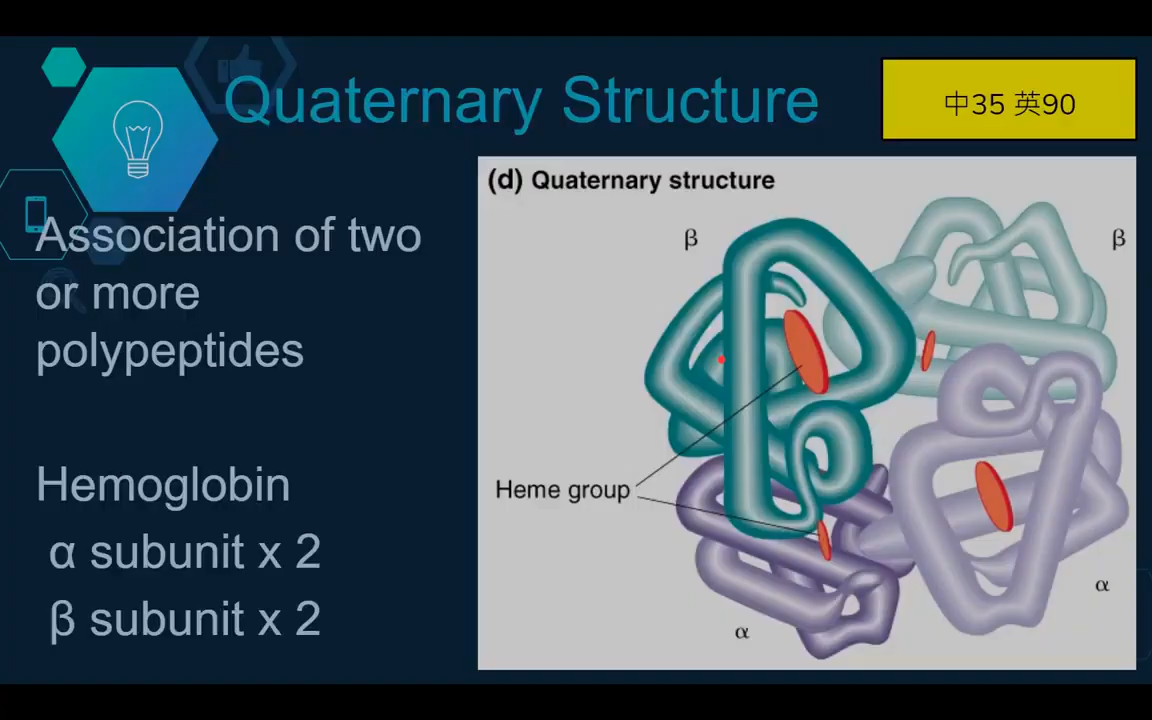 Quaternary Structure
中35 英90
Association of two
or more
polypeptides
Hemoglobin
α subunit x 2
β subunit x 2
(d) Quaternary structure
β
β
Heme group
α
α